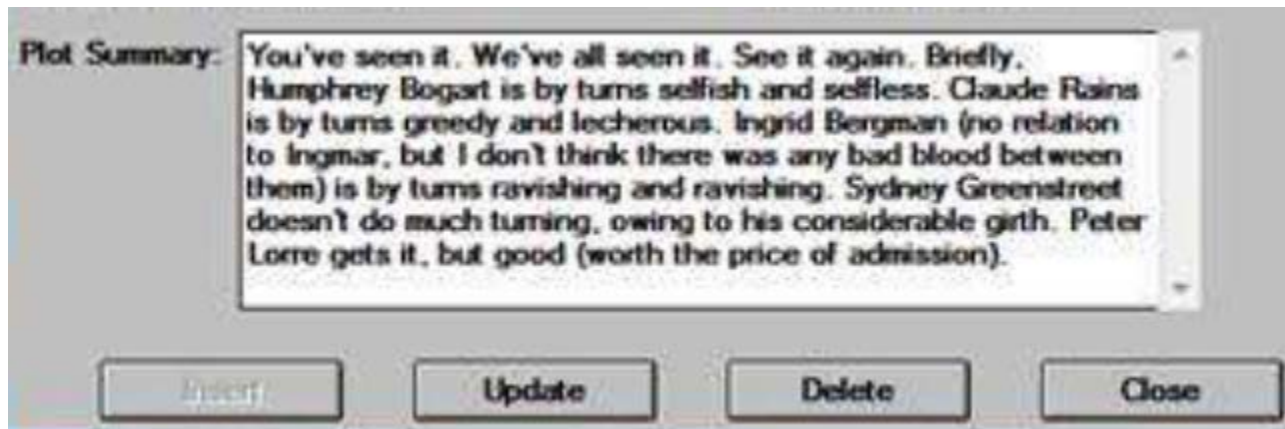 Plot Summary: You've seen it. We've all seen it. See it again. Briefly,
Humphrey Bogart is by turns selfish and selfless. Claude Rains
is by turns greedy and lecherous. Ingrid Bergman (no relation
to Ingmar, but I don't think there was any bad blood between
them) is by turns ravishing and ravishing. Sydney Greenstreet
doesn't do much turning, owing to his considerable girth. Peter
Lorre gets it, but good (worth the price of admission).
Insert Update Delete Close